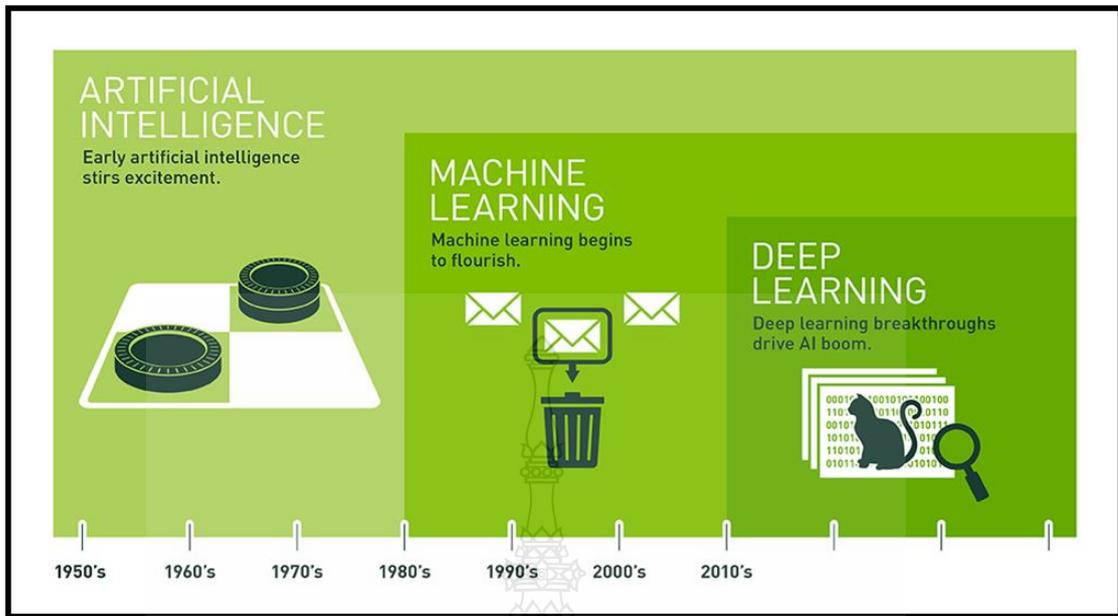 ARTIFICIAL
INTELLIGENCE
Early artificial intelligence
stirs excitement.
MACHINE
LEARNING
Machine learning begins
to flourish.
DEEP
LEARNING
Deep learning breakthroughs
drive AI boom.
1950's 1960's 1970's 1980's 1990's 2000's 2010's